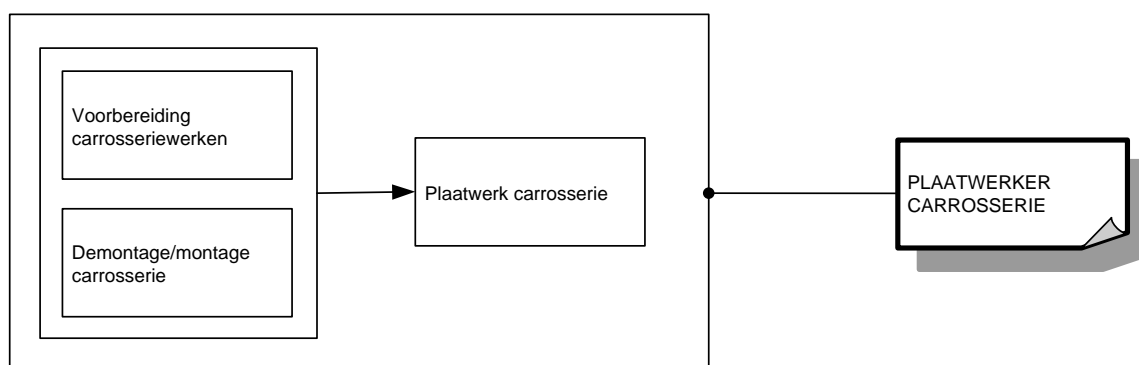 Voorbereiding
carrosseriewerken
Demontage/montage
carrosserie
Plaatwerk carrosserie
PLAATWERKER
CARROSSERIE